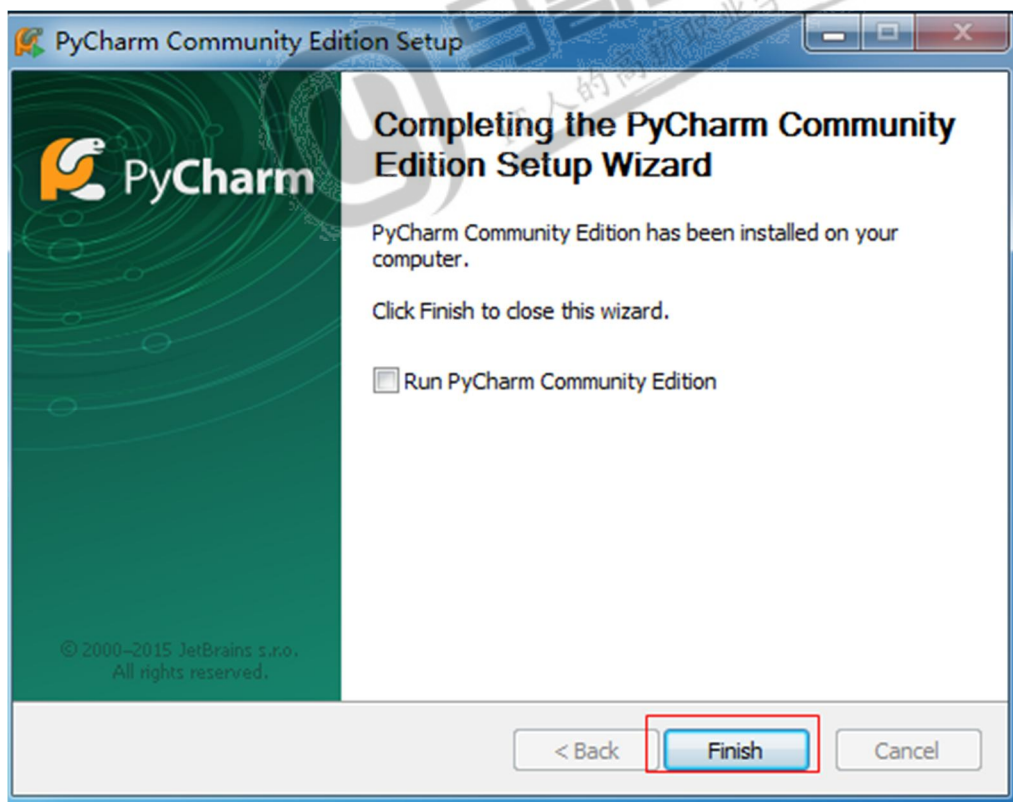 PyCharm Community Edition Setup
PyCharm
Completing the PyCharm Community
Edition Setup Wizard
PyCharm Community Edition has been installed on your
computer.
Click Finish to close this wizard.
Run PyCharm Community Edition
© 2000–2015 JetBrains s.r.o.
All rights reserved.
< Back
Finish
Cancel